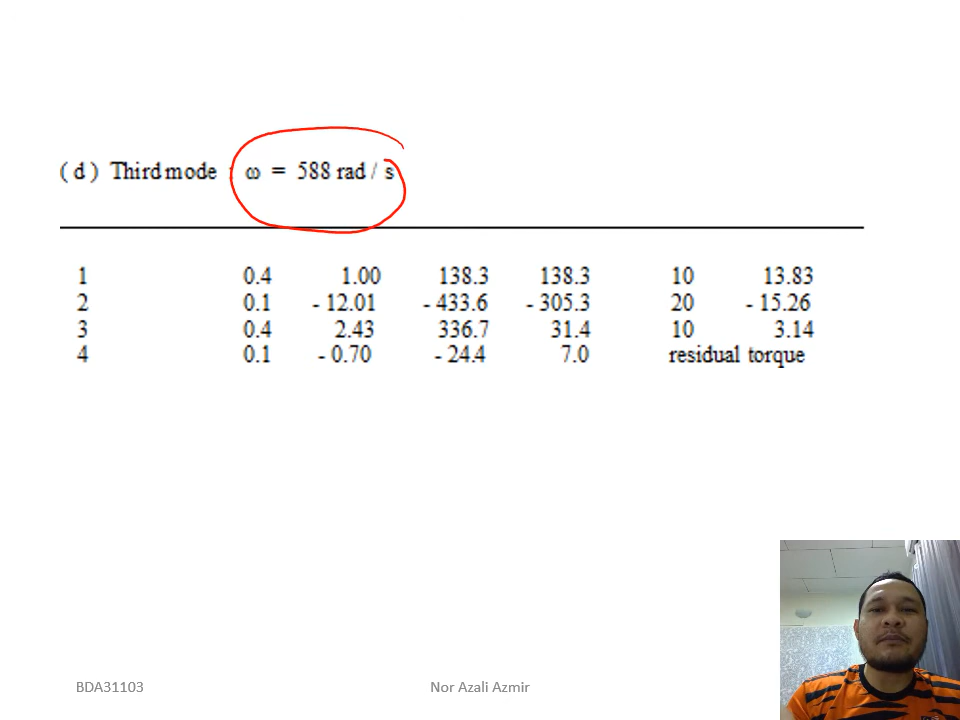 ( d ) Third mode ω = 588 rad / s
1 0.4 1.00 138.3 138.3 10 13.83
2 0.1 - 12.01 - 433.6 - 305.3 20 - 15.26
3 0.4 2.43 336.7 31.4 10 3.14
4 0.1 - 0.70 - 24.4 7.0 residual torque
BDA31103 Nor Azali Azmir